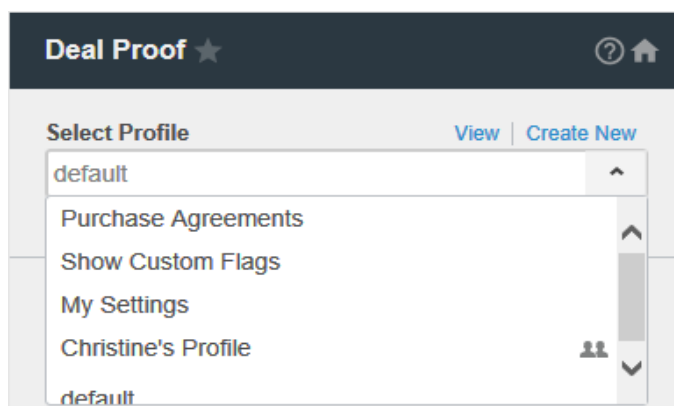 Deal Proof
Select Profile View Create New
default
Purchase Agreements
Show Custom Flags
My Settings
Christine's Profile
default